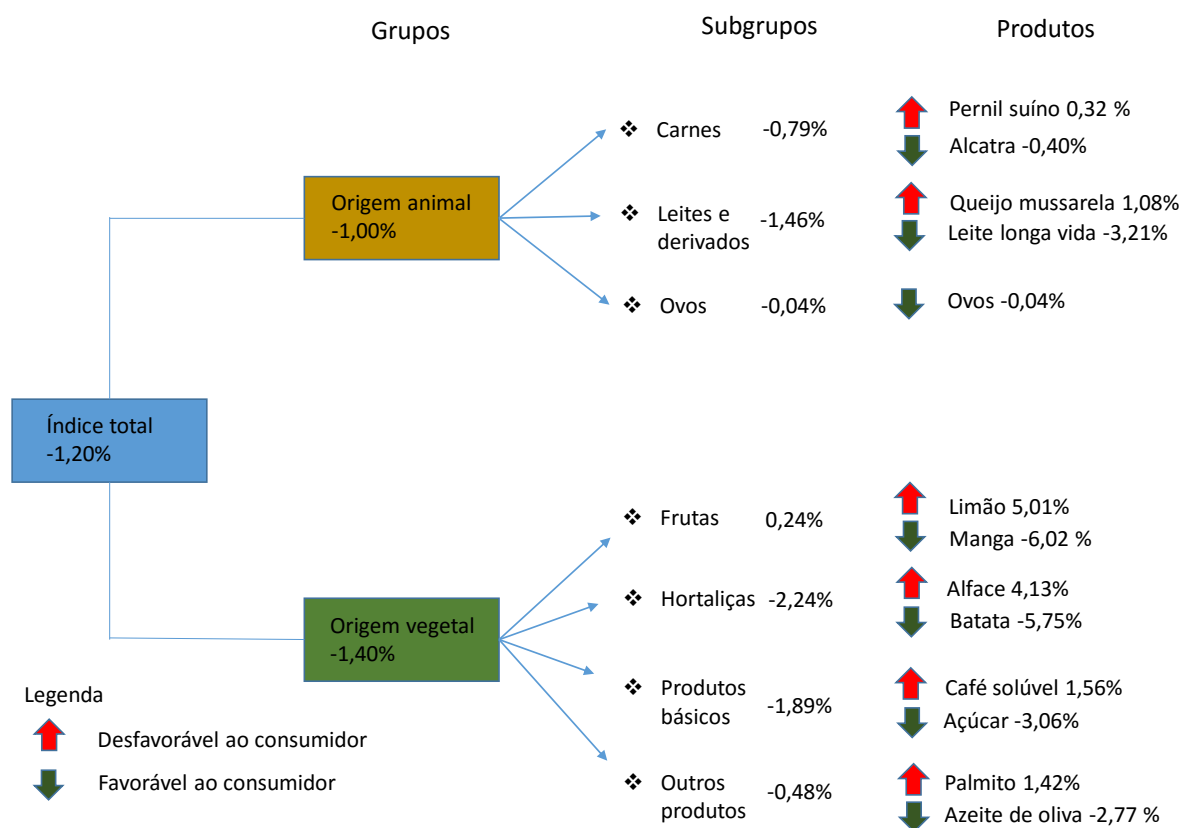 Grupos
Subgrupos
Produtos
Carnes -0,79%
Pernil suíno 0,32 %
Alcatra -0,40%
Origem animal
-1,00%
Leites e
derivados
-1,46%
Queijo mussarela 1,08%
Leite longa vida -3,21%
Ovos -0,04%
Ovos -0,04%
Índice total
-1,20%
Frutas 0,24%
Limão 5,01%
Manga -6,02 %
Hortaliças -2,24%
Alface 4,13%
Batata -5,75%
Origem vegetal
-1,40%
Produtos
básicos
-1,89%
Café solúvel 1,56%
Açúcar -3,06%
Outros
produtos
-0,48%
Palmito 1,42%
Azeite de oliva -2,77 %
Legenda
Desfavorável ao consumidor
Favorável ao consumidor